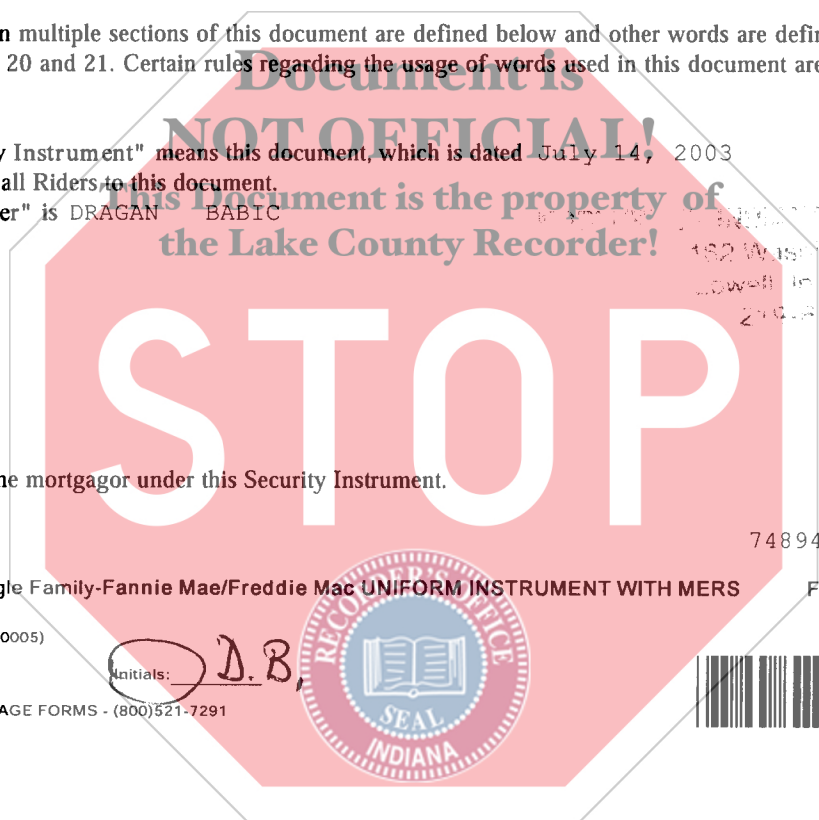 n multiple sections of this document are defined below and other words are defin
Document is
20 and 21. Certain rules regarding the usage of words used in this document are
NOT OFFICIAL!
y Instrument" means this document, which is dated July 14, 2003
all Riders to this document.
This Document is the property of
er" is DRAGAN BABIC
the Lake County Recorder!
162
Lowell
STOP
he mortgagor under this Security Instrument.
74894
gle Family-Fannie Mae/Freddie Mac UNIFORM INSTRUMENT WITH MERS F
0005)
RECORDER'S OFFICE
Initials: D.B,
AGE FORMS - (800)521-7291
SEAL
INDIANA